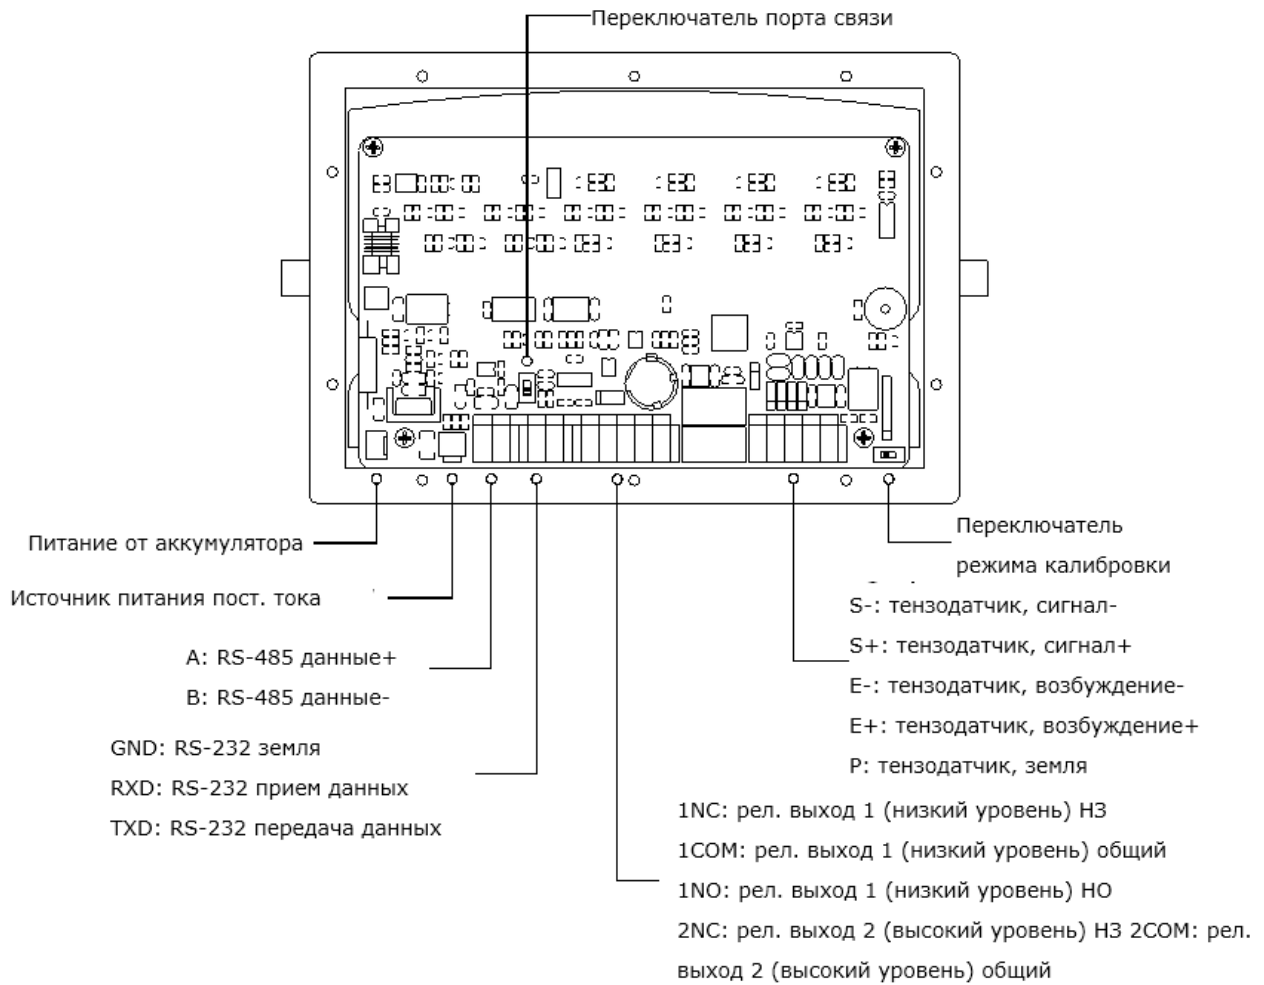 Переключатель порта связи
Питание от аккумулятора
Источник питания пост. тока
A: RS-485 данные+
B: RS-485 данные-
GND: RS-232 земля
RXD: RS-232 прием данных
TXD: RS-232 передача данных
Переключатель
режима калибровки
S-: тензодатчик, сигнал-
S+: тензодатчик, сигнал+
E-: тензодатчик, возбуждение-
E+: тензодатчик, возбуждение+
P: тензодатчик, земля
1NC: рел. выход 1 (низкий уровень) НЗ
1COM: рел. выход 1 (низкий уровень) общий
1NO: рел. выход 1 (низкий уровень) НО
2NC: рел. выход 2 (высокий уровень) НЗ 2COM: рел.
выход 2 (высокий уровень) общий